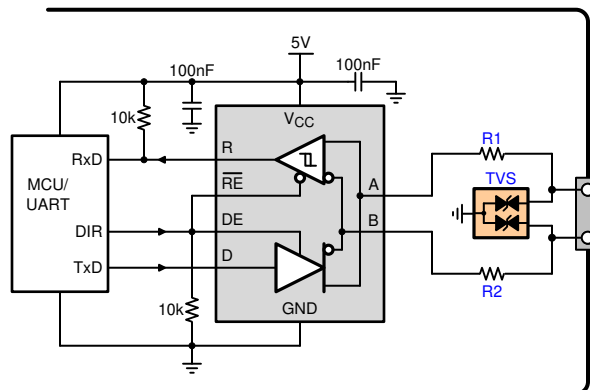 5V
100nF
100nF
10k
VCC
R1
RxD
R
TVS
MCU/
UART
RE
A
DIR
DE
B
TxD
D
10k
GND
R2